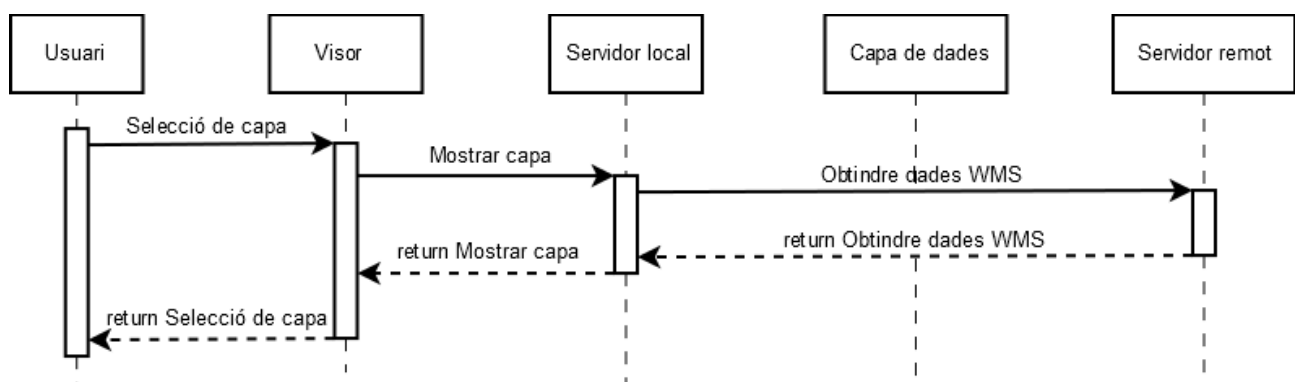 Usuari
Visor
Servidor local
Capa de dades
Servidor remot
Selecció de capa
Mostrar capa
Obtindre dades WMS
return Obtindre dades WMS
return Mostrar capa
return Selecció de capa